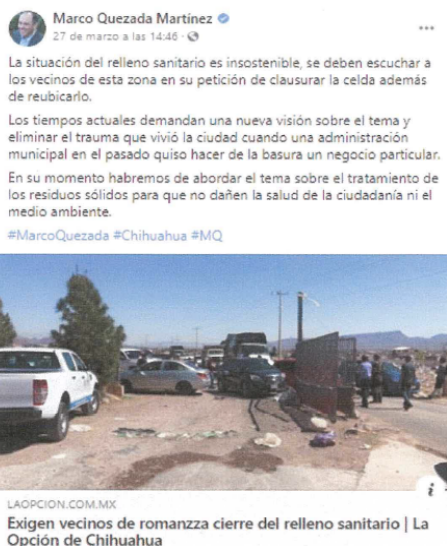 Marco Quezada Martínez
27 de marzo a las 14:46 ·
La situación del relleno sanitario es insostenible, se deben escuchar a
los vecinos de esta zona en su petición de clausurar la celda además
de reubicarlo.
Los tiempos actuales demandan una nueva visión sobre el tema y
eliminar el trauma que vivió la ciudad cuando una administración
municipal en el pasado quiso hacer de la basura un negocio particular.
En su momento habremos de abordar el tema sobre el tratamiento de
los residuos sólidos para que no dañen la salud de la ciudadanía ni el
medio ambiente.
#MarcoQuezada #Chihuahua #MQ
LAOPCION.COM.MX
Exigen vecinos de romanzza cierre del relleno sanitario | La
Opción de Chihuahua